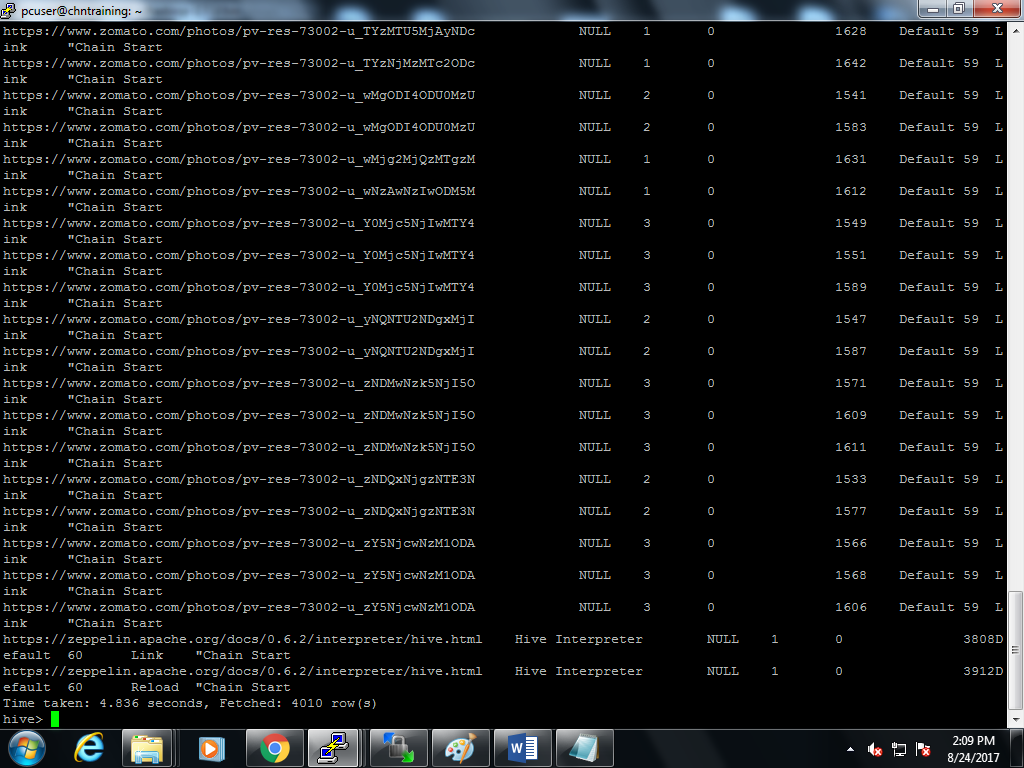 pcuser@chntraining: ~
https://www.zomato.com/photos/pv-res-73002-u_TYzMTU5MjAyNDc NULL 1 0 1628 Default 59 L
ink "Chain Start
https://www.zomato.com/photos/pv-res-73002-u_TYzNjMzMTc2ODc NULL 1 0 1642 Default 59 L
ink "Chain Start
https://www.zomato.com/photos/pv-res-73002-u_wMgODI4ODU0MzU NULL 2 0 1541 Default 59 L
ink "Chain Start
https://www.zomato.com/photos/pv-res-73002-u_wMgODI4ODU0MzU NULL 2 0 1583 Default 59 L
ink "Chain Start
https://www.zomato.com/photos/pv-res-73002-u_wMjg2MjQzMTgzM NULL 1 0 1631 Default 59 L
ink "Chain Start
https://www.zomato.com/photos/pv-res-73002-u_wNzAwNzIwODM5M NULL 1 0 1612 Default 59 L
ink "Chain Start
https://www.zomato.com/photos/pv-res-73002-u_Y0Mjc5NjIwMTY4 NULL 3 0 1549 Default 59 L
ink "Chain Start
https://www.zomato.com/photos/pv-res-73002-u_Y0Mjc5NjIwMTY4 NULL 3 0 1551 Default 59 L
ink "Chain Start
https://www.zomato.com/photos/pv-res-73002-u_Y0Mjc5NjIwMTY4 NULL 3 0 1589 Default 59 L
ink "Chain Start
https://www.zomato.com/photos/pv-res-73002-u_yNQNTU2NDgxMjI NULL 2 0 1547 Default 59 L
ink "Chain Start
https://www.zomato.com/photos/pv-res-73002-u_yNQNTU2NDgxMjI NULL 2 0 1587 Default 59 L
ink "Chain Start
https://www.zomato.com/photos/pv-res-73002-u_zNDMwNzk5NjI5O NULL 3 0 1571 Default 59 L
ink "Chain Start
https://www.zomato.com/photos/pv-res-73002-u_zNDMwNzk5NjI5O NULL 3 0 1609 Default 59 L
ink "Chain Start
https://www.zomato.com/photos/pv-res-73002-u_zNDMwNzk5NjI5O NULL 3 0 1611 Default 59 L
ink "Chain Start
https://www.zomato.com/photos/pv-res-73002-u_zNDQxNjgzNTE3N NULL 2 0 1533 Default 59 L
ink "Chain Start
https://www.zomato.com/photos/pv-res-73002-u_zNDQxNjgzNTE3N NULL 2 0 1577 Default 59 L
ink "Chain Start
https://www.zomato.com/photos/pv-res-73002-u_zY5NjcwNzM1ODA NULL 3 0 1566 Default 59 L
ink "Chain Start
https://www.zomato.com/photos/pv-res-73002-u_zY5NjcwNzM1ODA NULL 3 0 1568 Default 59 L
ink "Chain Start
https://www.zomato.com/photos/pv-res-73002-u_zY5NjcwNzM1ODA NULL 3 0 1606 Default 59 L
ink "Chain Start
https://zeppelin.apache.org/docs/0.6.2/interpreter/hive.html Hive Interpreter NULL 1 0 3808D
efault 60 Link "Chain Start
https://zeppelin.apache.org/docs/0.6.2/interpreter/hive.html Hive Interpreter NULL 1 0 3912D
efault 60 Reload "Chain Start
Time taken: 4.836 seconds, Fetched: 4010 row(s)
hive>
2:09 PM
8/24/2017